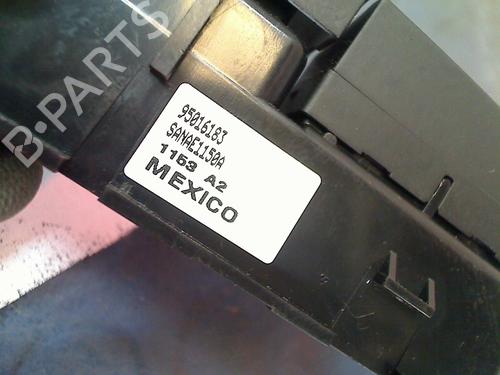 B-PARTS
95016183
SANAE1150A
1153 A2
MEXICO